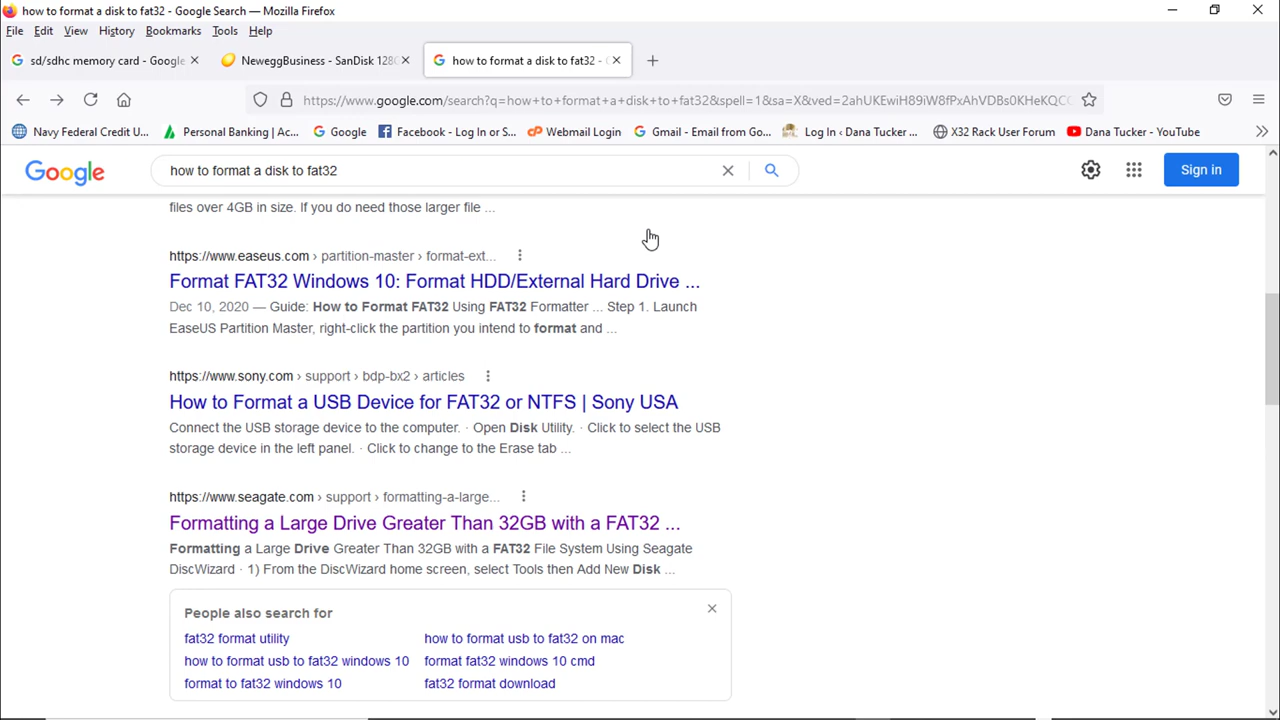 how to format a disk to fat32 - Google Search — Mozilla Firefox
File Edit View History Bookmarks Tools Help
sd/sdhc memory card - Google
NeweggBusiness - SanDisk 128
how to format a disk to fat32 -
https://www.google.com/search?q=how+to+format+a+disk+to+fat32&spell=1&sa=X&ved=2ahUKEwiH89iW8fPxAhVDBs0KHeKQCC
Navy Federal Credit U... Personal Banking | Ac... Google Facebook - Log In or S... Webmail Login Gmail - Email from Go... Log In ‹ Dana Tucker ... X32 Rack User Forum Dana Tucker - YouTube
Google
how to format a disk to fat32
Sign in
files over 4GB in size. If you do need those larger file ...
https://www.easeus.com › partition-master › format-ext...
Format FAT32 Windows 10: Format HDD/External Hard Drive ...
Dec 10, 2020 — Guide: How to Format FAT32 Using FAT32 Formatter ... Step 1. Launch
EaseUS Partition Master, right-click the partition you intend to format and ...
https://www.sony.com › support › bdp-bx2 › articles
How to Format a USB Device for FAT32 or NTFS | Sony USA
Connect the USB storage device to the computer. · Open Disk Utility. · Click to select the USB
storage device in the left panel. · Click to change to the Erase tab ...
https://www.seagate.com › support › formatting-a-large...
Formatting a Large Drive Greater Than 32GB with a FAT32 ...
Formatting a Large Drive Greater Than 32GB with a FAT32 File System Using Seagate
DiscWizard · 1) From the DiscWizard home screen, select Tools then Add New Disk ...
People also search for
fat32 format utility
how to format usb to fat32 on mac
how to format usb to fat32 windows 10
format fat32 windows 10 cmd
format to fat32 windows 10
fat32 format download